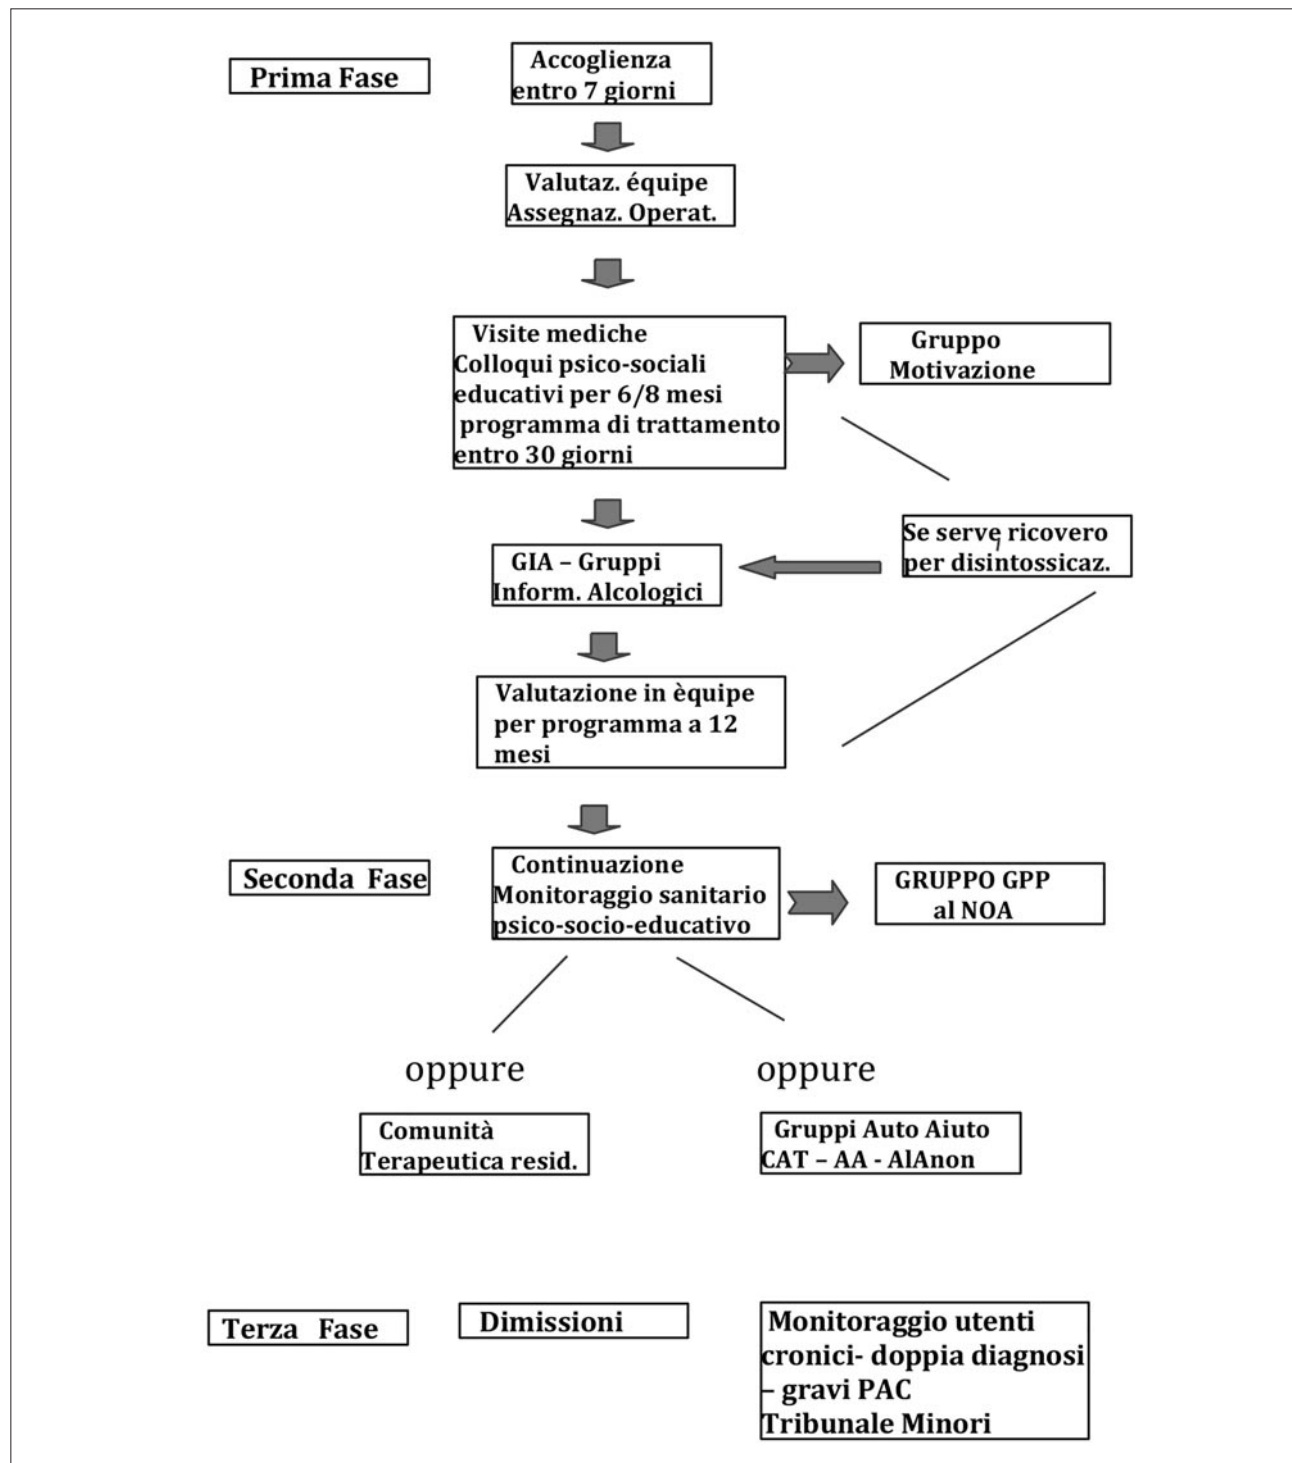 Prima Fase
Accoglienza
entro 7 giorni
Valutaz. équipe
Assegnaz. Operat.
Visite mediche
Colloqui psico-sociali
educativi per 6/8 mesi
programma di trattamento
entro 30 giorni
Gruppo
Motivazione
Se serve ricovero
per disintossicaz.
GIA – Gruppi
Inform. Alcologici
Valutazione in èquipe
per programma a 12
mesi
Seconda Fase
Continuazione
Monitoraggio sanitario
psico-socio-educativo
GRUPPO GPP
al NOA
oppure
oppure
Comunità
Terapeutica resid.
Gruppi Auto Aiuto
CAT – AA - AlAnon
Terza Fase
Dimissioni
Monitoraggio utenti
cronici- doppia diagnosi
– gravi PAC
Tribunale Minori